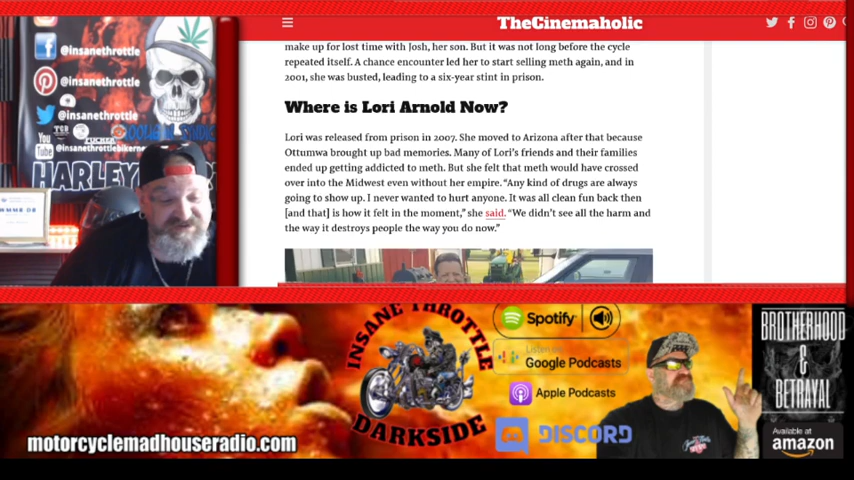 @insanethrottle
@insanethrottle
@insanethrottle
You
Tube
@insanethrottlebikerne
HARLEY
TheCinemaholic
make up for lost time with Josh, her son. But it was not long before the cycle
repeated itself. A chance encounter led her to start selling meth again, and in
2001, she was busted, leading to a six-year stint in prison.
Where is Lori Arnold Now?
Lori was released from prison in 2007. She moved to Arizona after that because
Ottumwa brought up bad memories. Many of Lori's friends and their families
ended up getting addicted to meth. But she felt that meth would have crossed
over into the Midwest even without her empire. “Any kind of drugs are always
going to show up. I never wanted to hurt anyone. It was all clean fun back then
[and that] is how it felt in the moment,” she said. “We didn't see all the harm and
the way it destroys people the way you do now.”
INSANE THROTTLE
DARKSIDE
motorcyclemadhouseradio.com
Spotify
Google Podcasts
Apple Podcasts
DISCORD
BROTHERHOOD
&
BETRAYAL
Available at
amazon